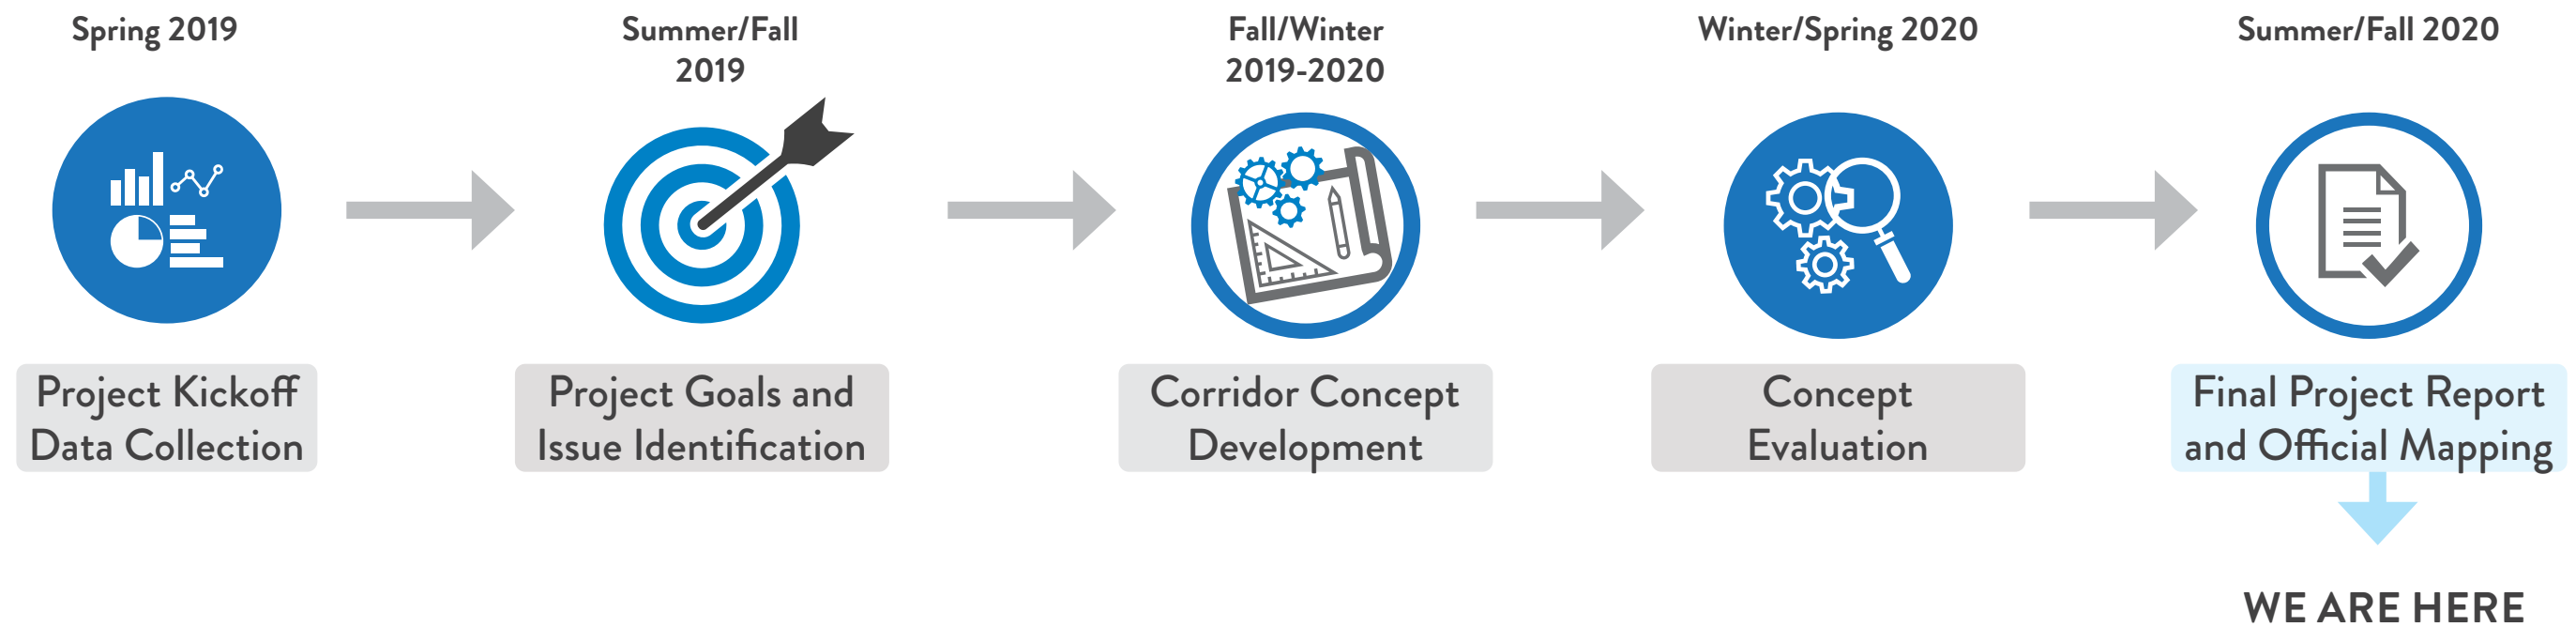 Spring 2019
Summer/Fall
2019
Fall/Winter
2019-2020
Winter/Spring 2020
Summer/Fall 2020
Project Kickoff
Data Collection
Project Goals and
Issue Identification
Corridor Concept
Development
Concept
Evaluation
Final Project Report
and Official Mapping
WE ARE HERE